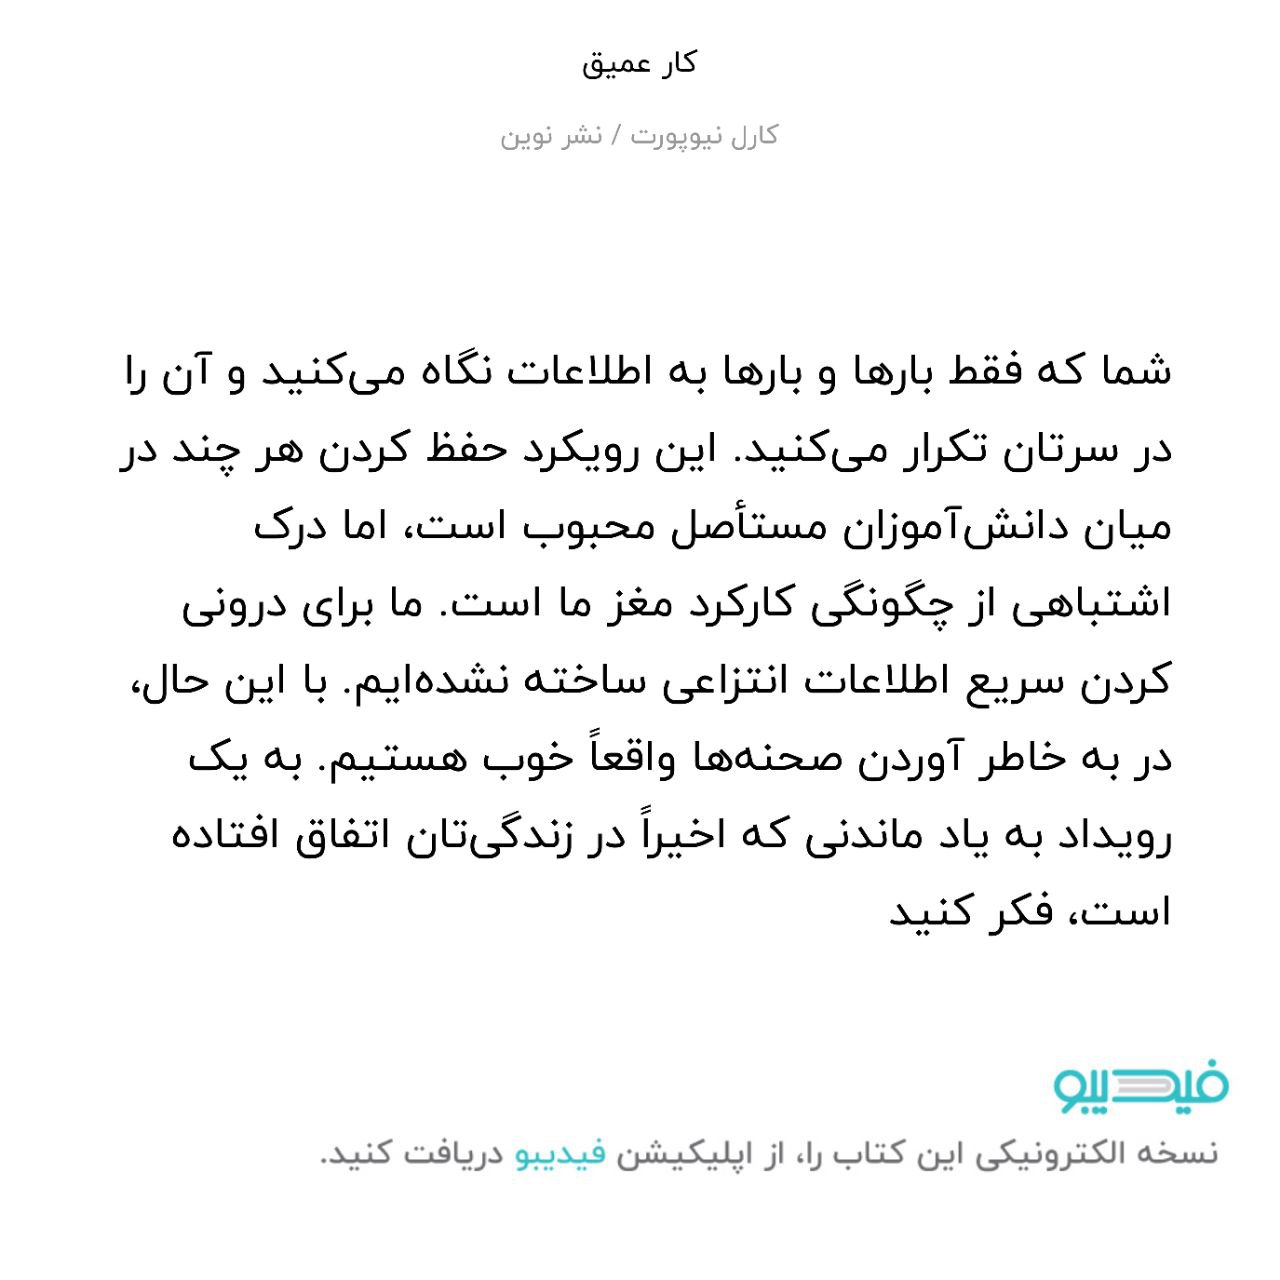 کار عمیق
کارل نیوپورت / نشر نوین
شما که فقط بارها و بارها به اطلاعات نگاه می‌کنید و آن را
در سرتان تکرار می‌کنید. این رویکرد حفظ کردن هر چند در
میان دانش‌آموزان مستأصل محبوب است، اما درک
اشتباهی از چگونگی کارکرد مغز ما است. ما برای درونی
کردن سریع اطلاعات انتزاعی ساخته نشده‌ایم. با این حال،
در به خاطر آوردن صحنه‌ها واقعاً خوب هستیم. به یک
رویداد به یاد ماندنی که اخیراً در زندگی‌تان اتفاق افتاده
است، فکر کنید
فیدیبو
نسخه الکترونیکی این کتاب را، از اپلیکیشن فیدیبو دریافت کنید.